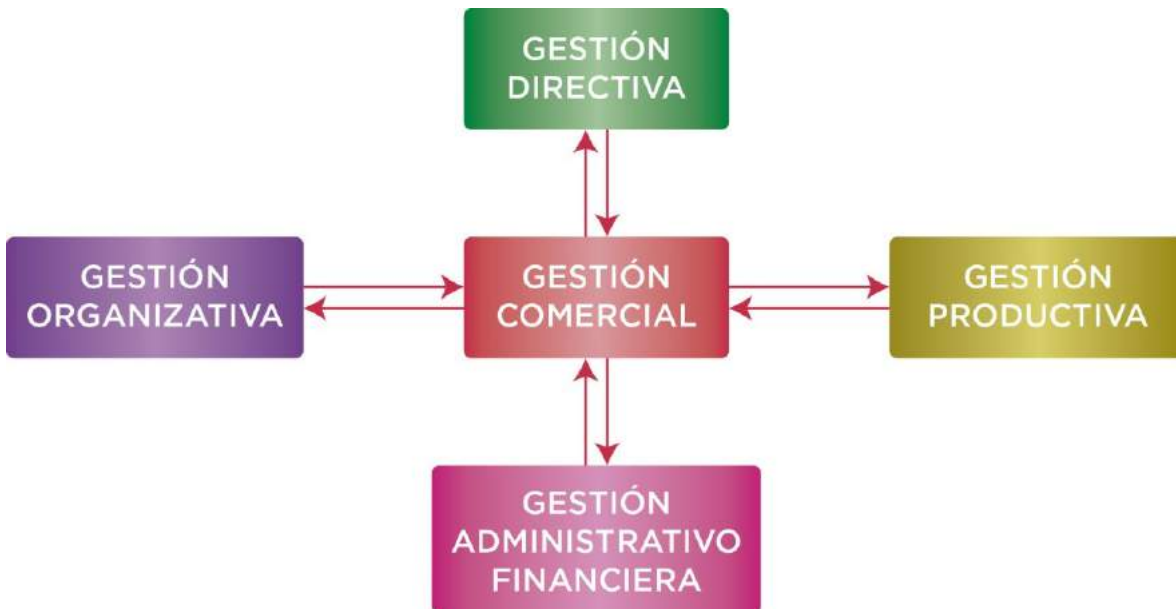 GESTIÓN
DIRECTIVA
GESTIÓN
ORGANIZATIVA
GESTIÓN
COMERCIAL
GESTIÓN
PRODUCTIVA
GESTIÓN
ADMINISTRATIVO
FINANCIERA